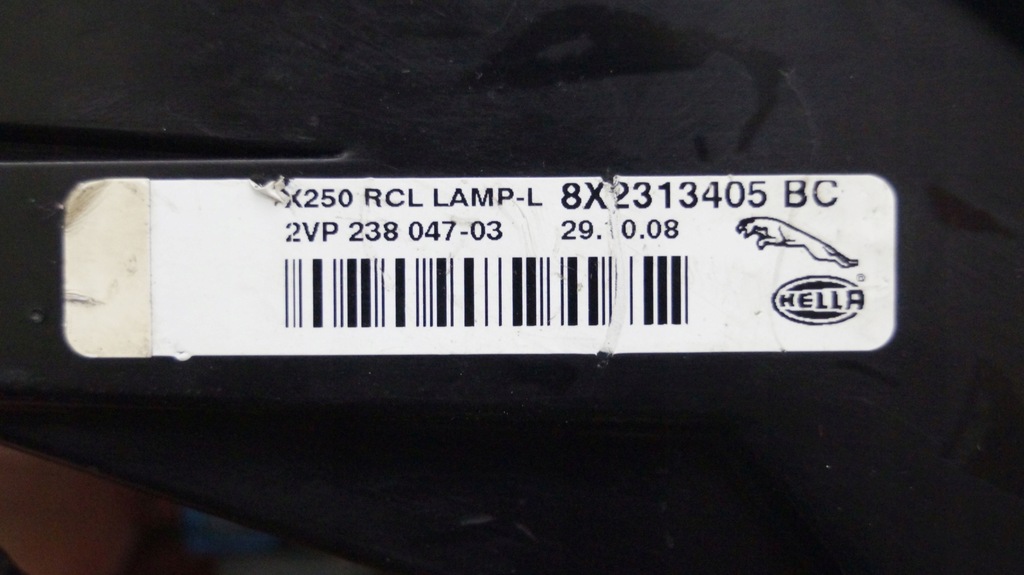 X250 RCL LAMP-L 8X2313405 BC
2VP 238 047-03 29.10.08
HELLA ®